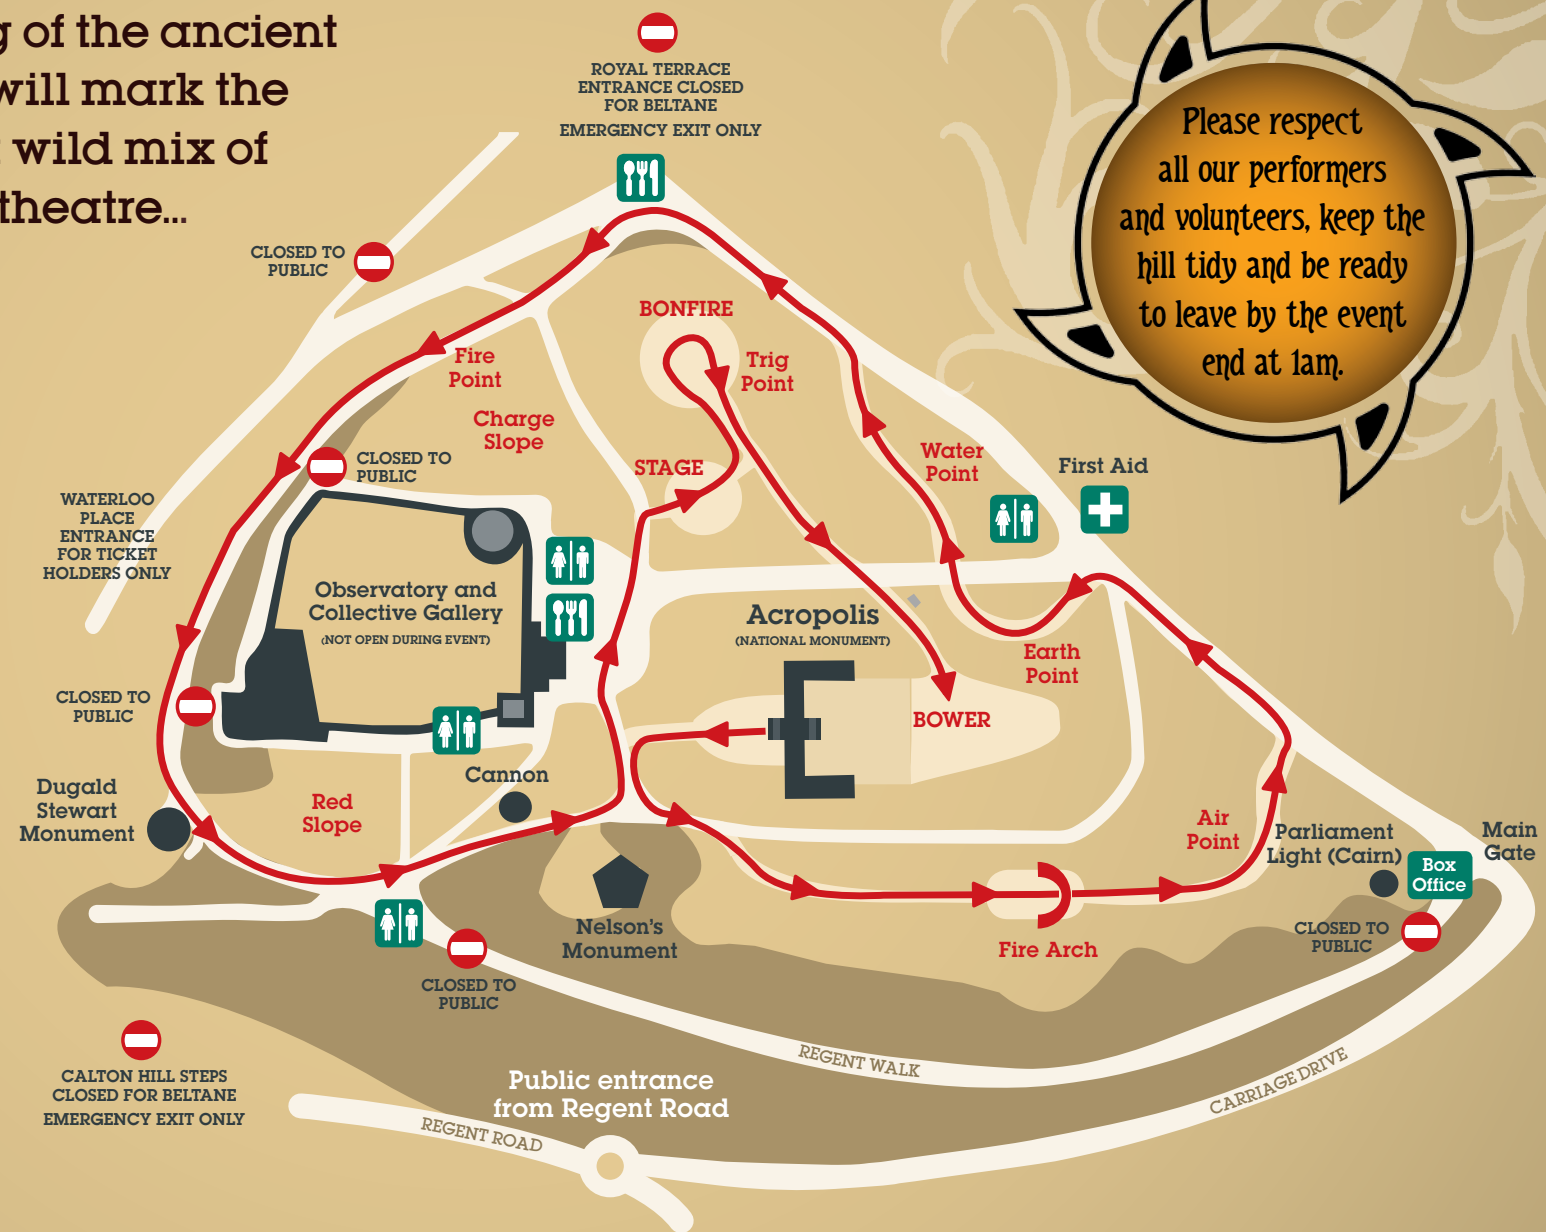 g of the ancient
will mark the
wild mix of
theatre...
ROYAL TERRACE
ENTRANCE CLOSED
FOR BELTANE
EMERGENCY EXIT ONLY
Please respect
all our performers
and volunteers, keep the
hill tidy and be ready
to leave by the event
end at 1am.
CLOSED TO
PUBLIC
BONFIRE
Fire
Point
Trig
Point
Charge
Slope
Water
Point
First Aid
STAGE
CLOSED TO
PUBLIC
WATERLOO
PLACE
ENTRANCE
FOR TICKET
HOLDERS ONLY
Observatory and
Collective Gallery
(NOT OPEN DURING EVENT)
Acropolis
(NATIONAL MONUMENT)
Earth
Point
CLOSED TO
PUBLIC
BOWER
Cannon
Dugald
Stewart
Monument
Red
Slope
Air
Point
Parliament
Light (Cairn)
Main
Gate
Box
Office
Nelson's
Monument
Fire Arch
CLOSED TO
PUBLIC
CLOSED TO
PUBLIC
CALTON HILL STEPS
CLOSED FOR BELTANE
EMERGENCY EXIT ONLY
REGENT WALK
CARRIAGE DRIVE
Public entrance
from Regent Road
REGENT ROAD